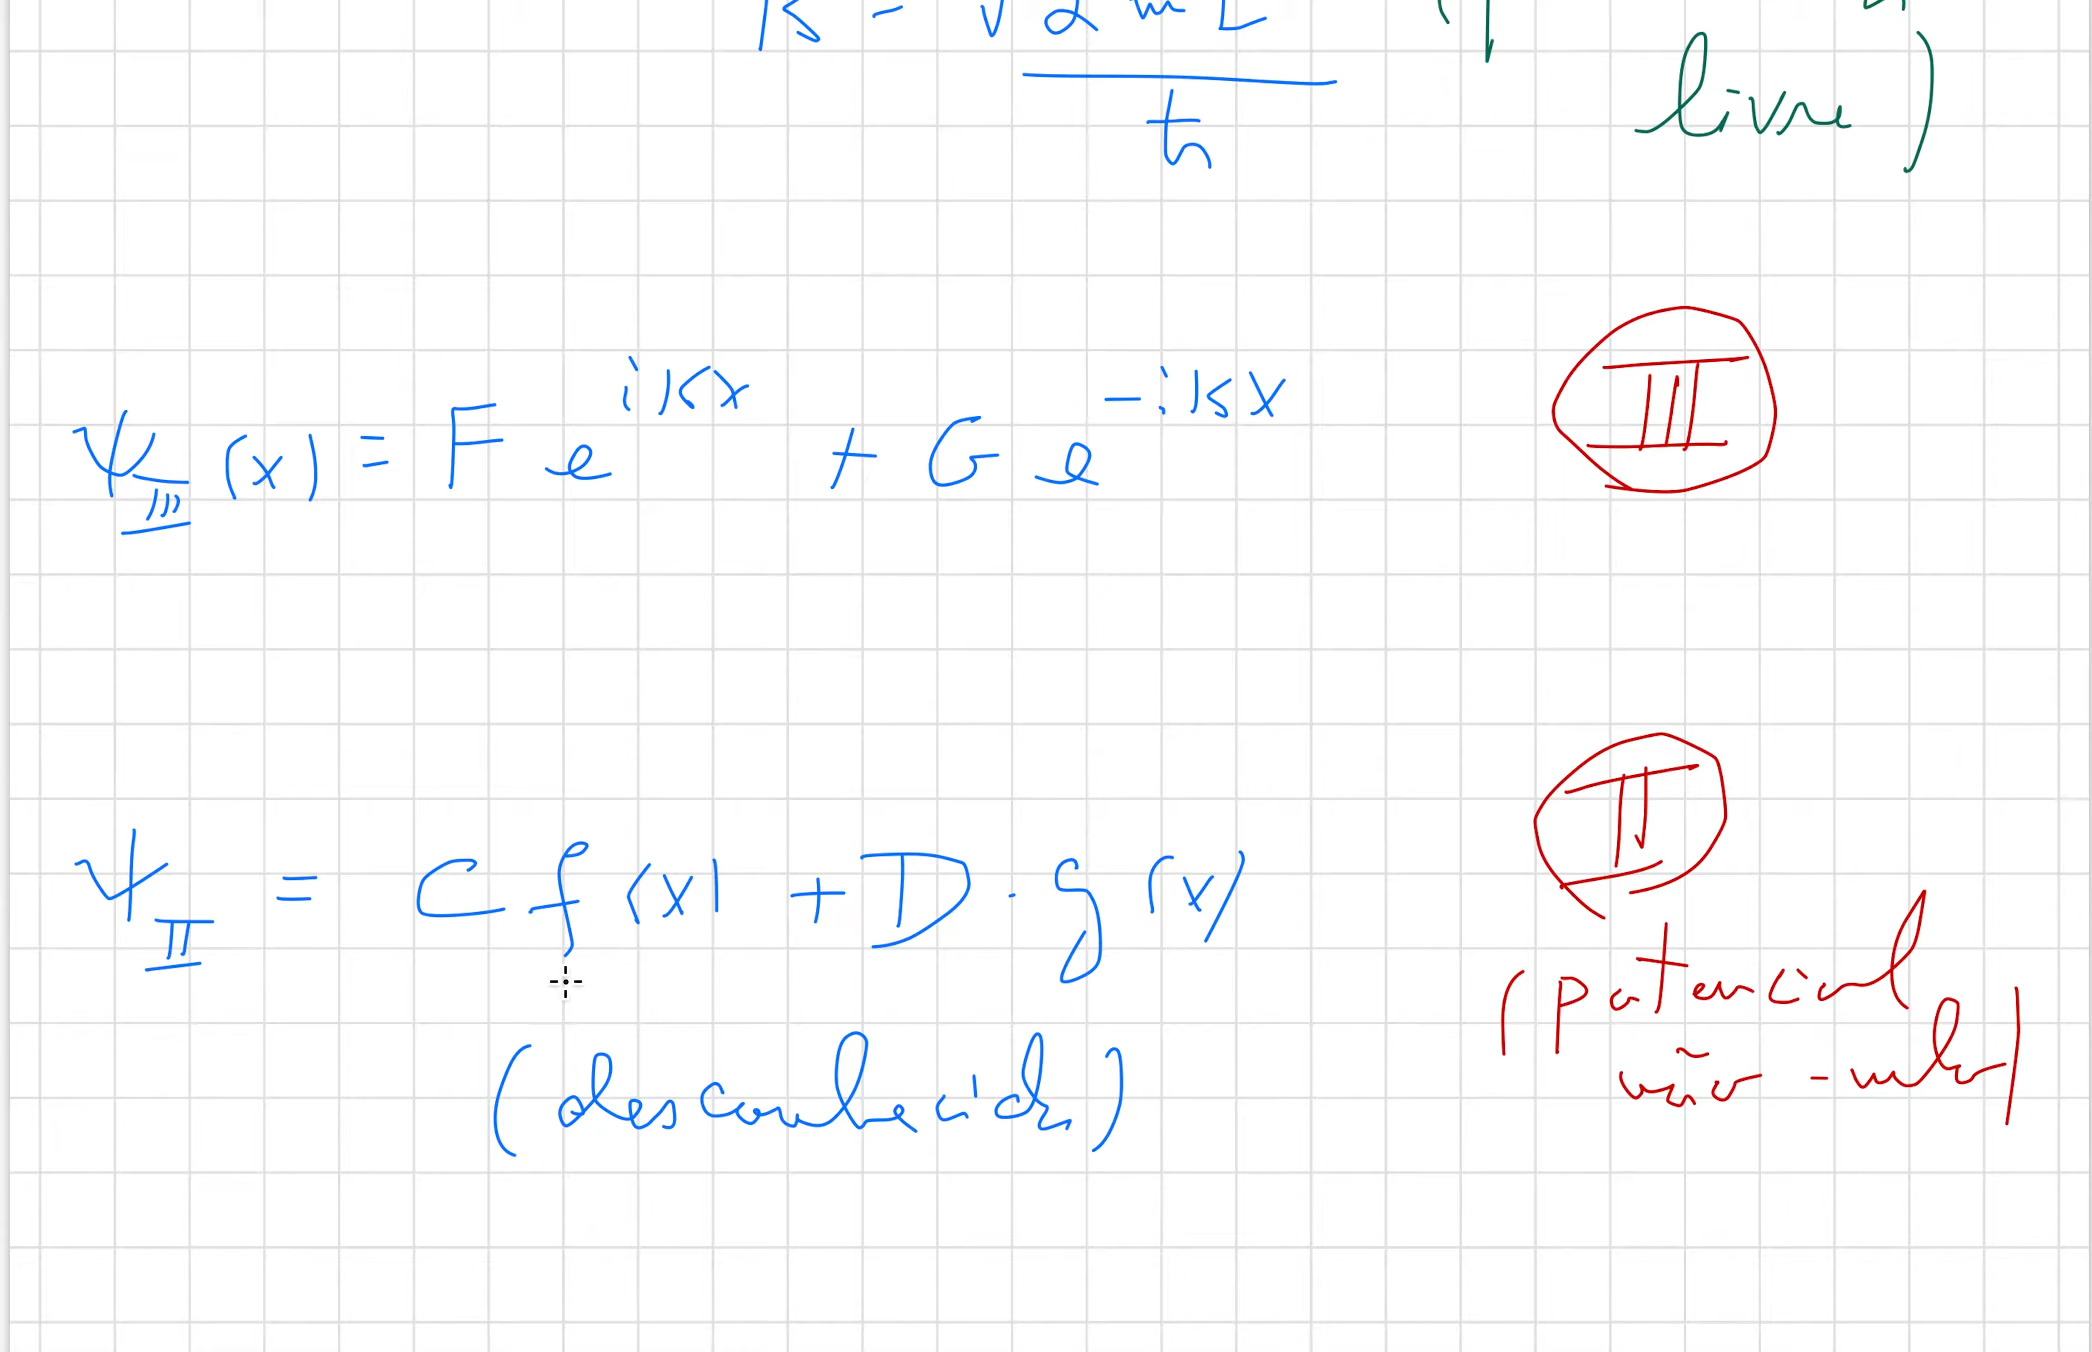 k = √2mE
ħ
livre)
ψ_III (x) = F e^{ikx} + G e^{-ikx}
III
ψ_II = C f(x) + D · g(x)
II
(potencial
não-nulo)
(desconhecida)